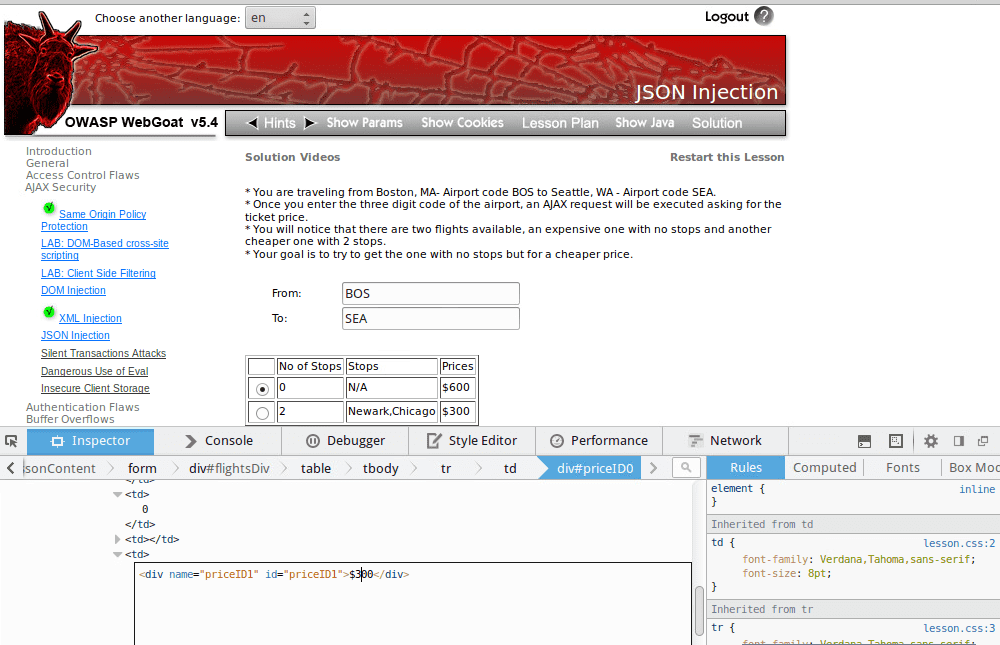 Choose another language: en
Logout ?
JSON Injection
OWASP WebGoat v5.4
Hints Show Params Show Cookies Lesson Plan Show Java Solution
Introduction
General
Access Control Flaws
AJAX Security
Same Origin Policy
Protection
LAB: DOM-Based cross-site
scripting
LAB: Client Side Filtering
DOM Injection
XML Injection
JSON Injection
Silent Transactions Attacks
Dangerous Use of Eval
Insecure Client Storage
Authentication Flaws
Buffer Overflows
Solution Videos
Restart this Lesson
* You are traveling from Boston, MA- Airport code BOS to Seattle, WA - Airport code SEA.
* Once you enter the three digit code of the airport, an AJAX request will be executed asking for the
ticket price.
* You will notice that there are two flights available, an expensive one with no stops and another
cheaper one with 2 stops.
* Your goal is to try to get the one with no stops but for a cheaper price.
From: BOS
To: SEA
No of Stops Stops Prices
0 N/A $600
2 Newark,Chicago $300
Inspector Console Debugger Style Editor Performance Network
sonContent form div#flightsDiv table tbody tr td div#priceID0
Rules Computed Fonts Box Mod
</td>
<td>
0
</td>
<td></td>
<td>
<div name="priceID1" id="priceID1">$300</div>
element { inline
}
Inherited from td
td { lesson.css:2
font-family: Verdana,Tahoma,sans-serif;
font-size: 8pt;
}
Inherited from tr
tr { lesson.css:3
font-family: Verdana,Tahoma,sans-serif;